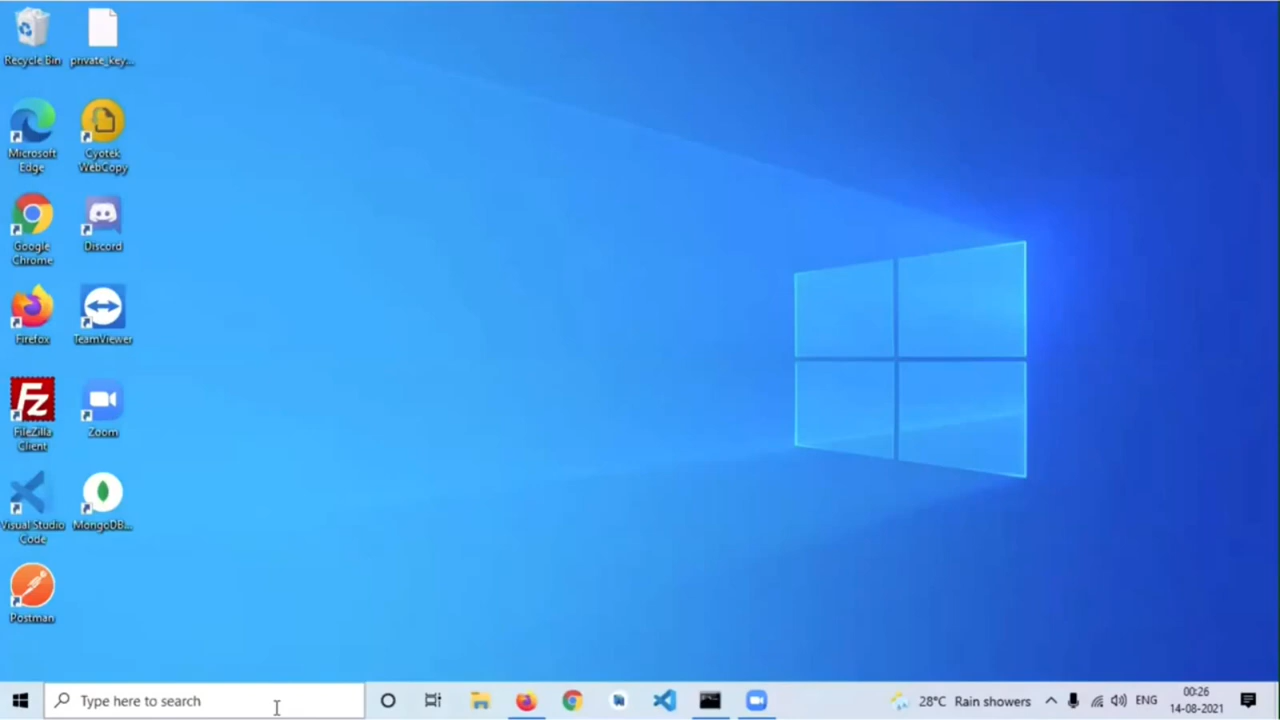 Recycle Bin
private_key...
Microsoft
Edge
Cyotek
WebCopy
Google
Chrome
Discord
Firefox
TeamViewer
FileZilla
Client
Zoom
Visual Studio
Code
MongoDB...
Postman
Type here to search
28°C Rain showers
ENG
00:26
14-08-2021